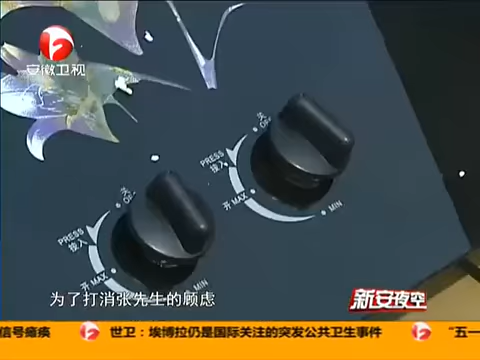 安徽卫视
关
OFF
PRESS
按入
开 MAX
MIN
关
OFF
PRESS
按入
开 MAX
MIN
为了打消张先生的顾虑
新安夜空
信号瘫痪
世卫：埃博拉仍是国际关注的突发公共卫生事件
“五一